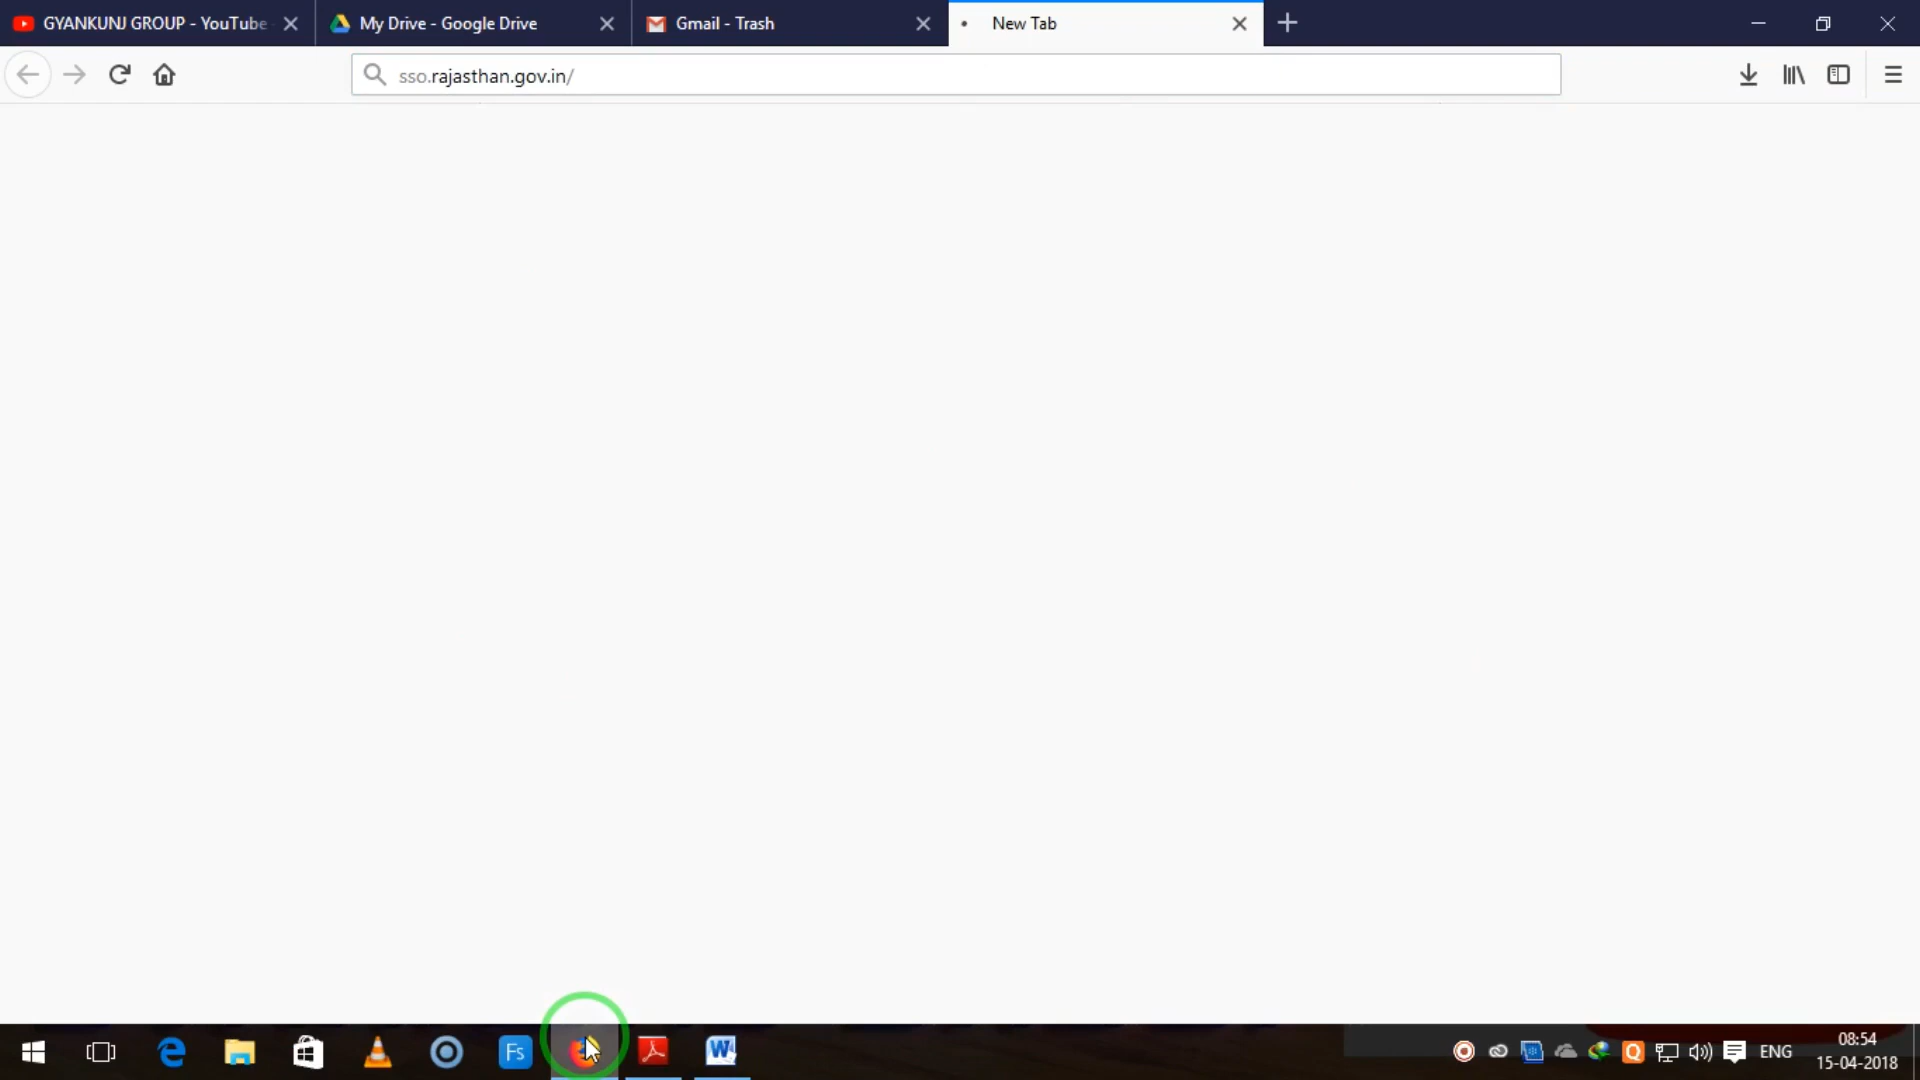 GYANKUNJ GROUP - YouTube
My Drive - Google Drive
Gmail - Trash
New Tab
sso.rajasthan.gov.in/
Fs
W
Q
ENG
08:54
15-04-2018